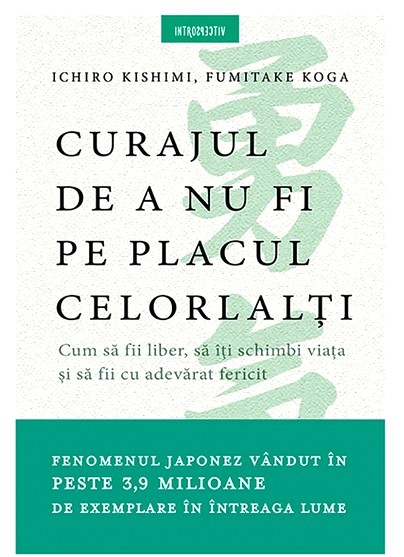 INTROSPECTIV
ICHIRO KISHIMI, FUMITAKE KOGA
勇気
CURAJUL
DE A NU FI
PE PLACUL
CELORLALȚI
Cum să fii liber, să îți schimbi viața
și să fii cu adevărat fericit
FENOMENUL JAPONEZ VÂNDUT ÎN
PESTE 3,9 MILIOANE
DE EXEMPLARE ÎN ÎNTREAGA LUME